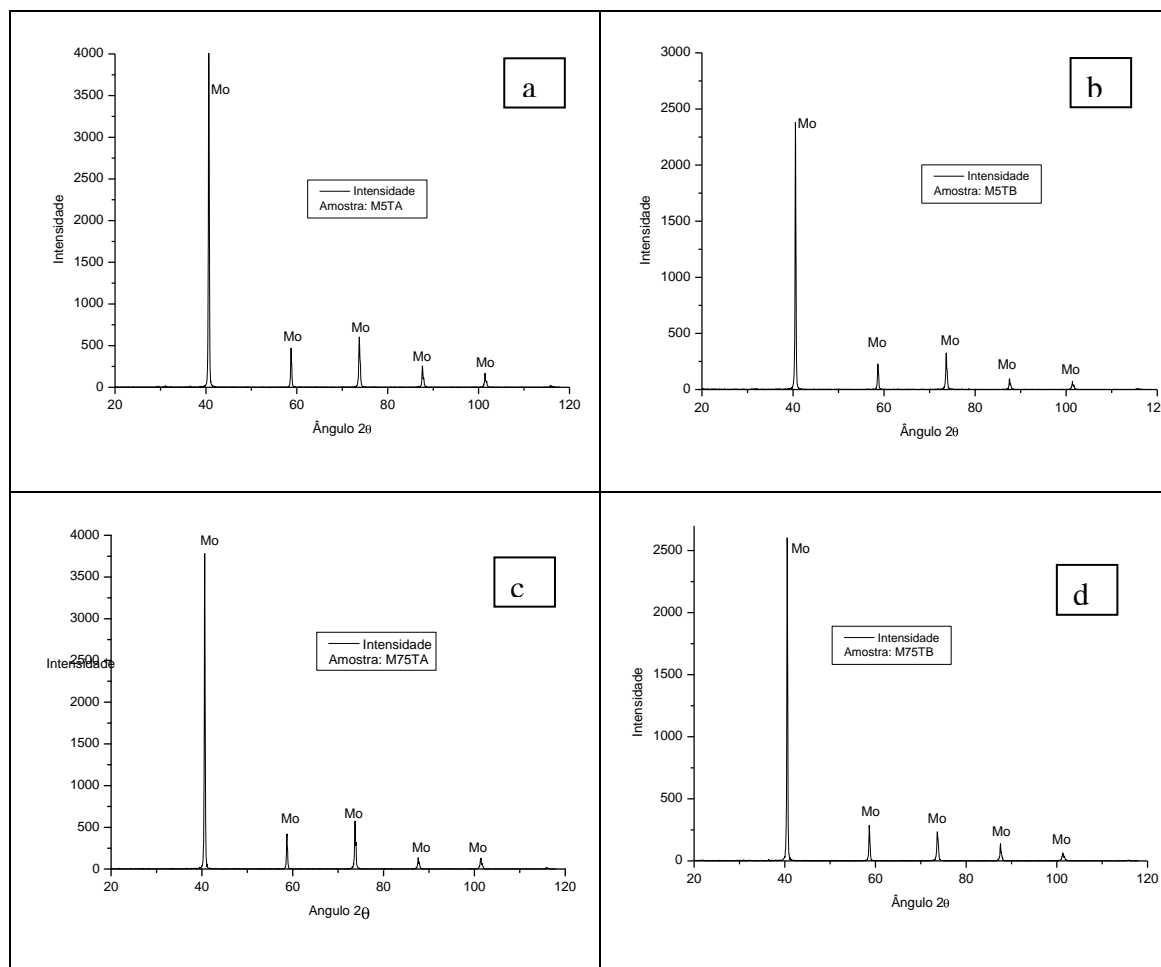 4000
3500
3000
2500
2000
1500
1000
500
0
20 40 60 80 100 120
Mo
Mo
Mo
Mo
Mo
a
Intensidade
Amostra: M5TA
Intensidade
Ângulo 2θ
3000
2500
2000
1500
1000
500
0
20 40 60 80 100 120
Mo
Mo
Mo
Mo
Mo
b
Intensidade
Amostra: M5TB
Intensidade
Ângulo 2θ
4000
3500
3000
2500
2000
1500
1000
500
0
20 40 60 80 100 120
Mo
Mo
Mo
Mo
Mo
c
Intensidade
Amostra: M75TA
Intensidade
Angulo 2θ
2500
2000
1500
1000
500
0
20 40 60 80 100 120
Mo
Mo
Mo
Mo
Mo
d
Intensidade
Amostra: M75TB
Intensidade
Ângulo 2θ